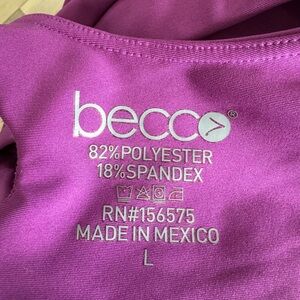 becco®
82%POLYESTER
18%SPANDEX
RN#156575
MADE IN MEXICO
L